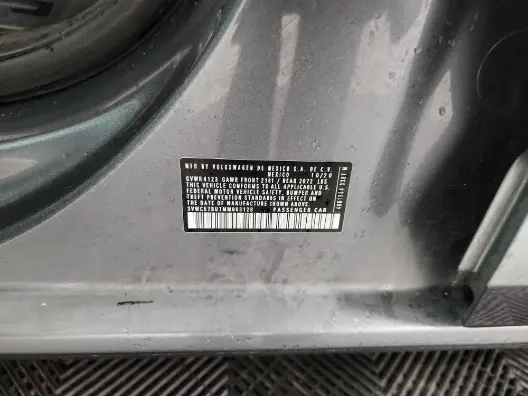 MFD BY VOLKSWAGEN DE MEXICO S.A. DE C.V.
MEXICO 10/20
GVWR 4123 GAWR FRONT 2161 / REAR 2072 LBS
THIS VEHICLE CONFORMS TO ALL APPLICABLE
FEDERAL MOTOR VEHICLE SAFETY, BUMPER AND
THEFT PREVENTION STANDARDS IN EFFECT ON
THE DATE OF MANUFACTURE SHOWN ABOVE
3VWC57BU7MM063128 PASSENGER CAR